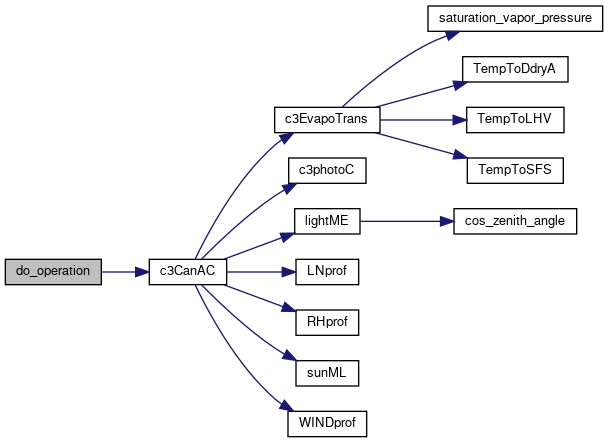 saturation_vapor_pressure
TempToDdryA
c3EvapoTrans
TempToLHV
c3photoC
TempToSFS
lightME
cos_zenith_angle
do_operation
c3CanAC
LNprof
RHprof
sunML
WINDprof